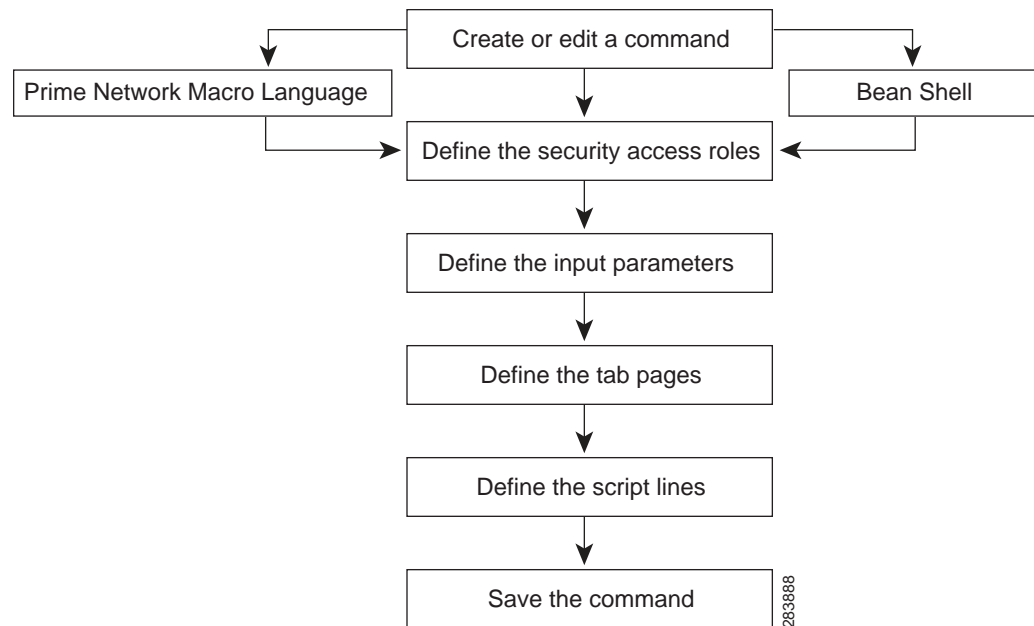 Create or edit a command
Prime Network Macro Language
Bean Shell
Define the security access roles
Define the input parameters
Define the tab pages
Define the script lines
Save the command
283888